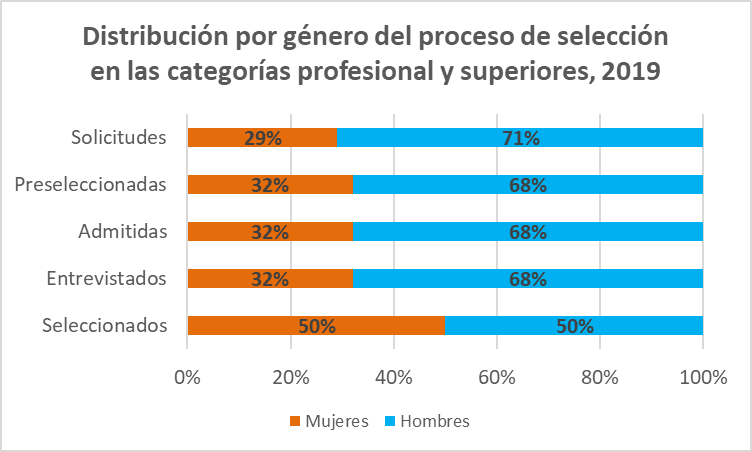 Distribución por género del proceso de selección
en las categorías profesional y superiores, 2019
Solicitudes 29% 71%
Preseleccionadas 32% 68%
Admitidas 32% 68%
Entrevistados 32% 68%
Seleccionados 50% 50%
0% 20% 40% 60% 80% 100%
Mujeres Hombres